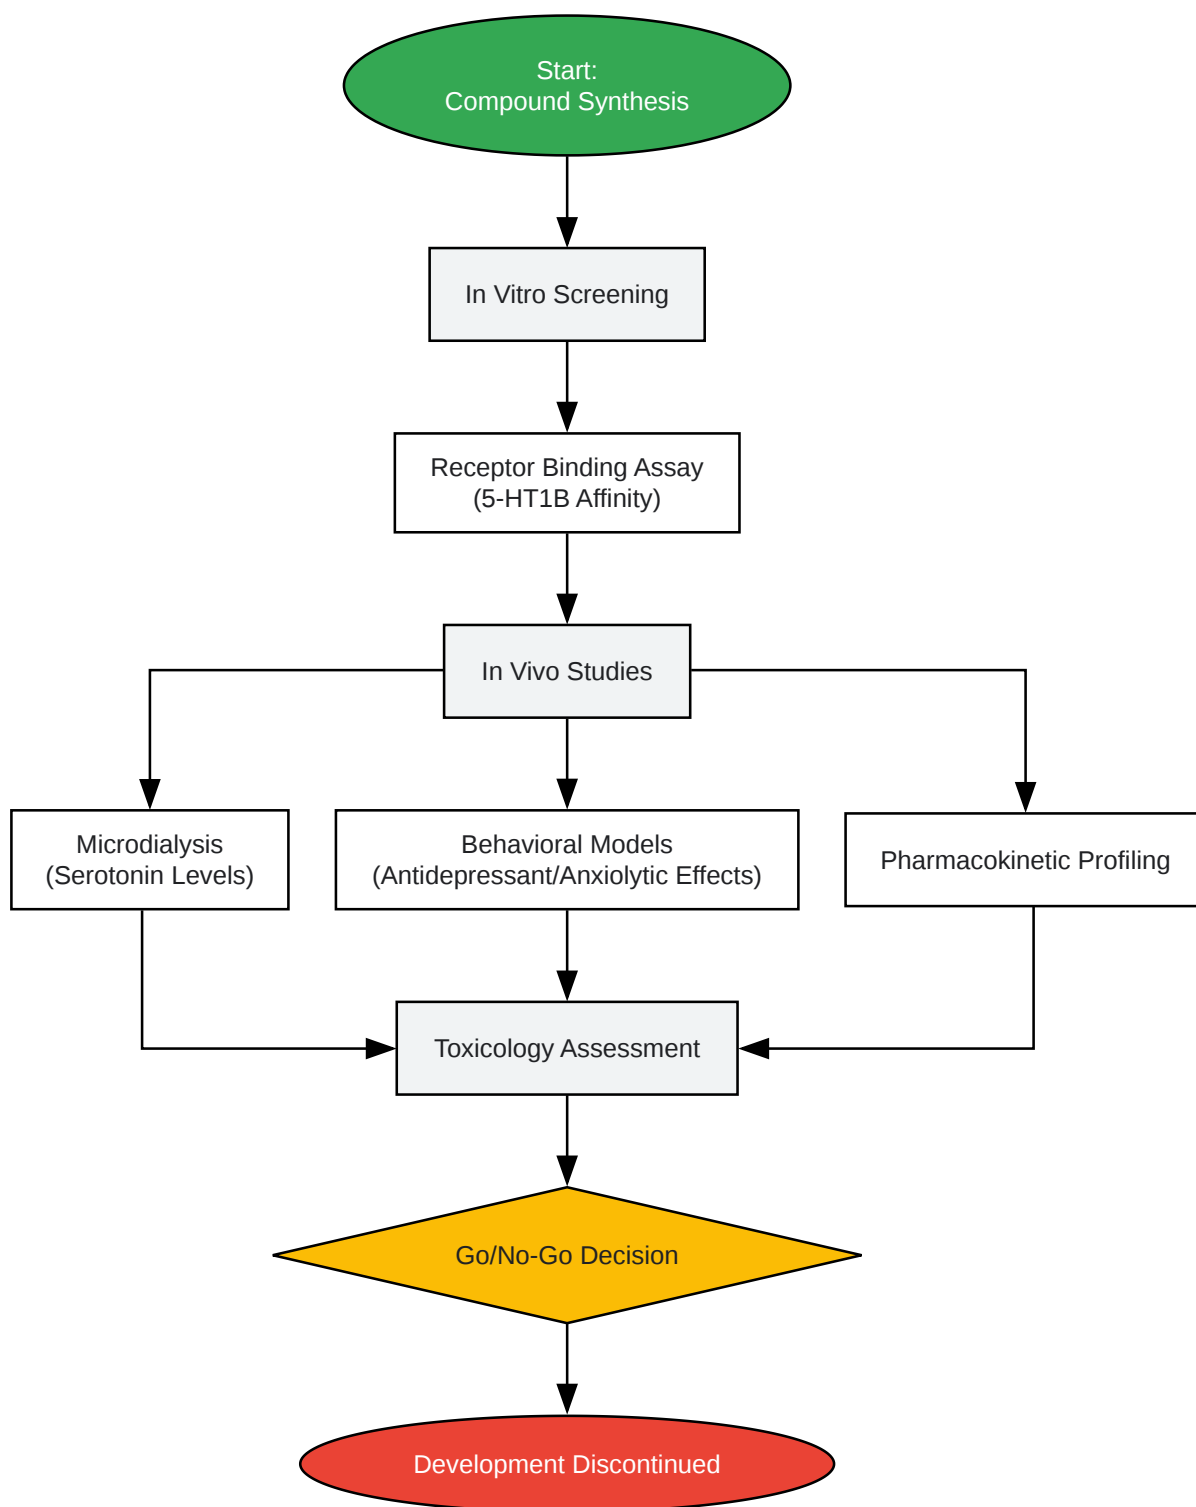 Start:
Compound Synthesis
In Vitro Screening
Receptor Binding Assay
(5-HT1B Affinity)
In Vivo Studies
Microdialysis
(Serotonin Levels)
Behavioral Models
(Antidepressant/Anxiolytic Effects)
Pharmacokinetic Profiling
Toxicology Assessment
Go/No-Go Decision
Development Discontinued